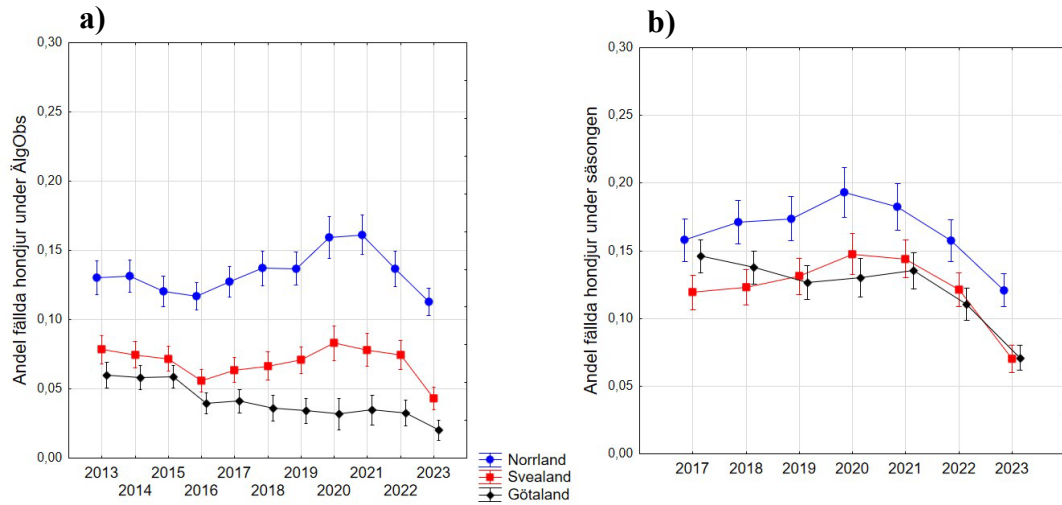 a)
Andel fällda hondjur under ÄlgObs
0,30
0,25
0,20
0,15
0,10
0,05
0,00
2013 2015 2017 2019 2021 2023
2014 2016 2018 2020 2022
Norrland
Svealand
Götaland
b)
Andel fällda hondjur under säsongen
0,30
0,25
0,20
0,15
0,10
0,05
0,00
2017 2018 2019 2020 2021 2022 2023